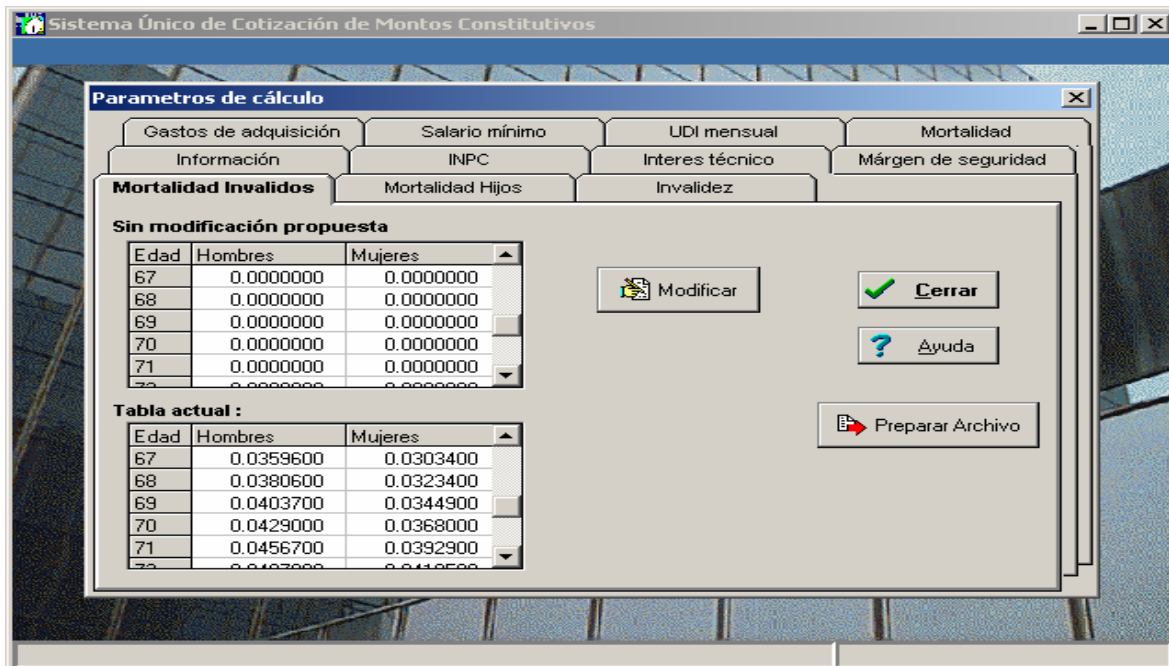 Sistema Único de Cotización de Montos Constitutivos
Parametros de cálculo
Gastos de adquisición Salario mínimo UDI mensual Mortalidad
Información INPC Interes técnico Márgen de seguridad
Mortalidad Invalidos Mortalidad Hijos Invalidez
Sin modificación propuesta
Edad Hombres Mujeres
67 0.0000000 0.0000000
68 0.0000000 0.0000000
69 0.0000000 0.0000000
70 0.0000000 0.0000000
71 0.0000000 0.0000000
Modificar
Cerrar
Ayuda
Preparar Archivo
Tabla actual :
Edad Hombres Mujeres
67 0.0359600 0.0303400
68 0.0380600 0.0323400
69 0.0403700 0.0344900
70 0.0429000 0.0368000
71 0.0456700 0.0392900